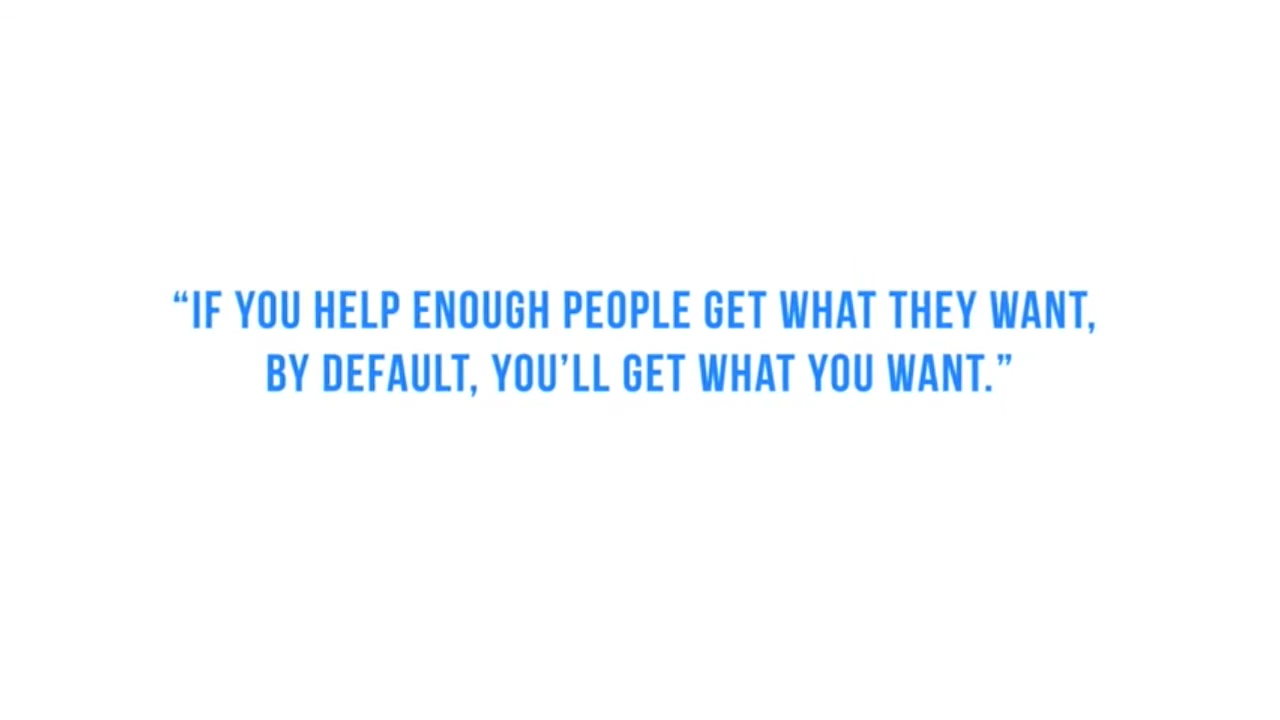 “IF YOU HELP ENOUGH PEOPLE GET WHAT THEY WANT,
BY DEFAULT, YOU’LL GET WHAT YOU WANT.”